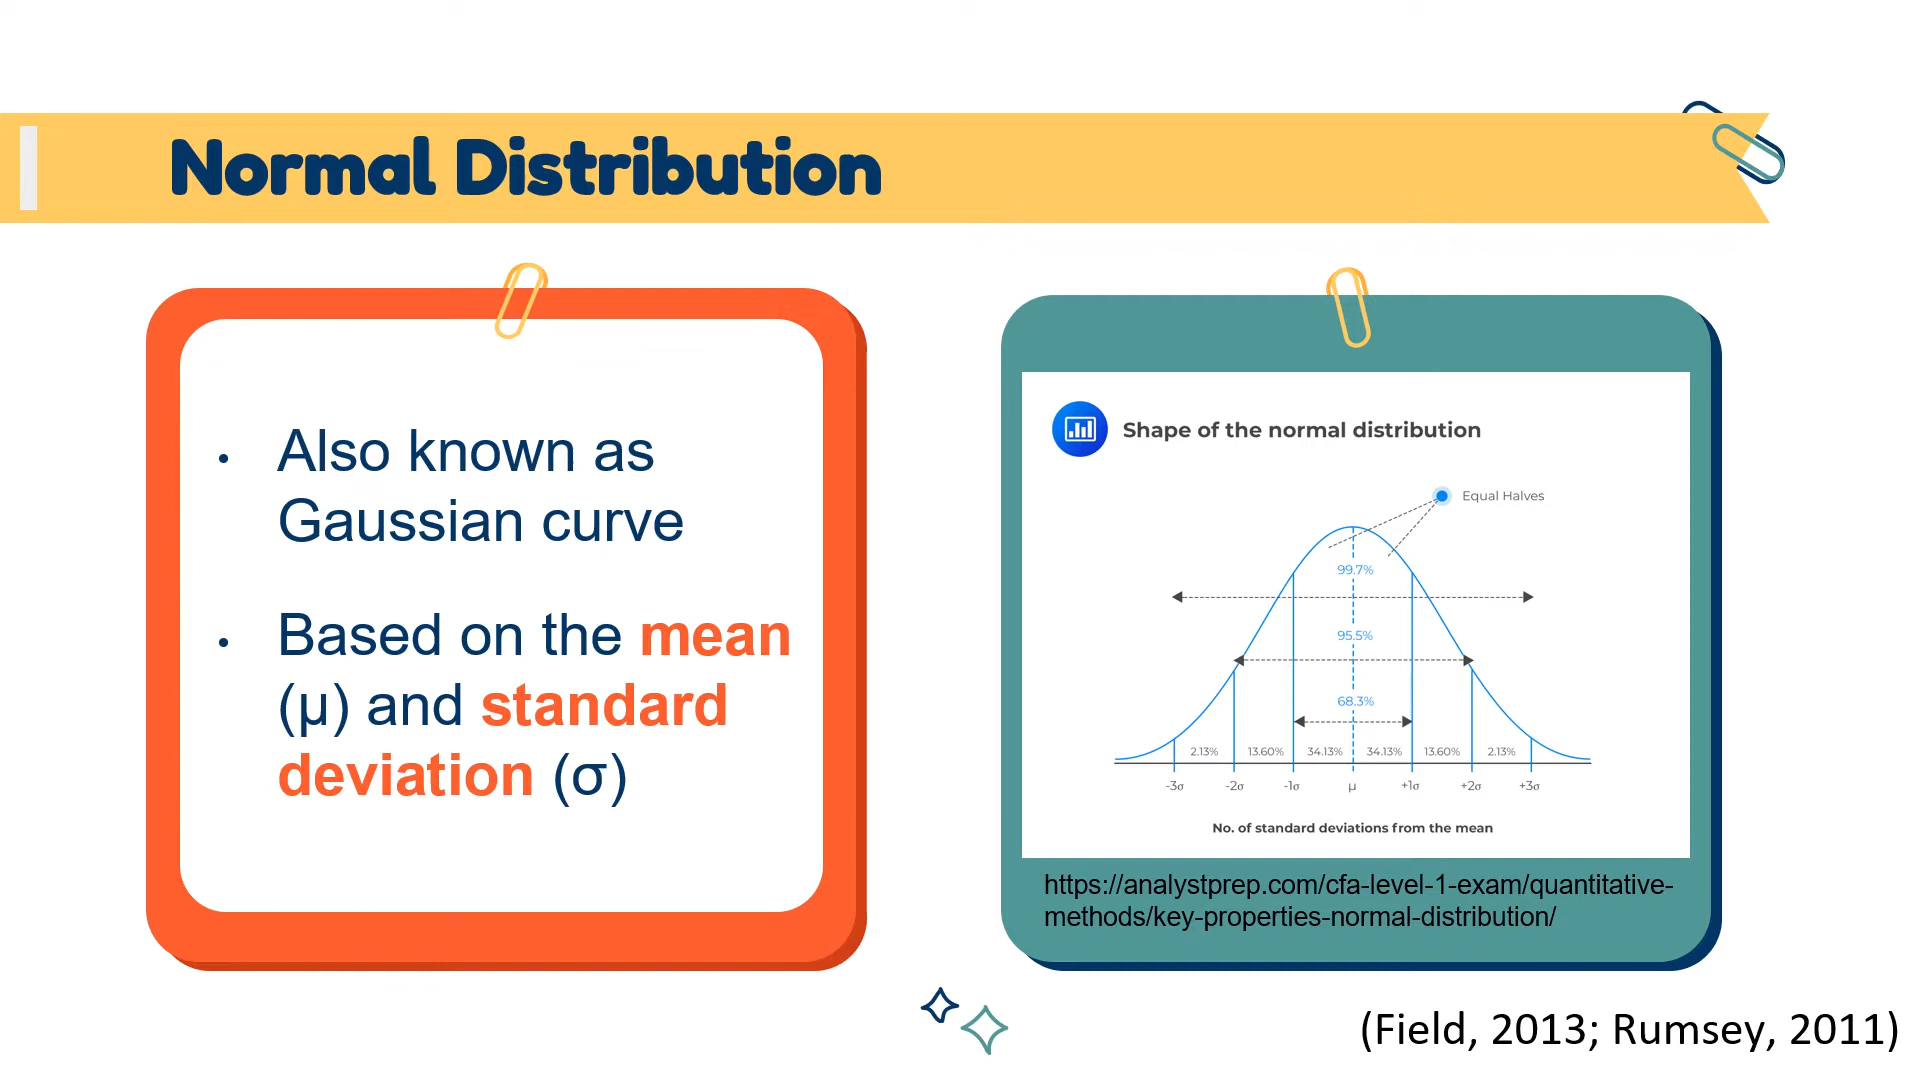 Normal Distribution
• Also known as
Gaussian curve
• Based on the mean
(μ) and standard
deviation (σ)
Shape of the normal distribution
Equal Halves
99.7%
95.5%
68.3%
2.13% 13.60% 34.13% 34.13% 13.60% 2.13%
-3σ -2σ -1σ μ +1σ +2σ +3σ
No. of standard deviations from the mean
https://analystprep.com/cfa-level-1-exam/quantitative-
methods/key-properties-normal-distribution/
(Field, 2013; Rumsey, 2011)